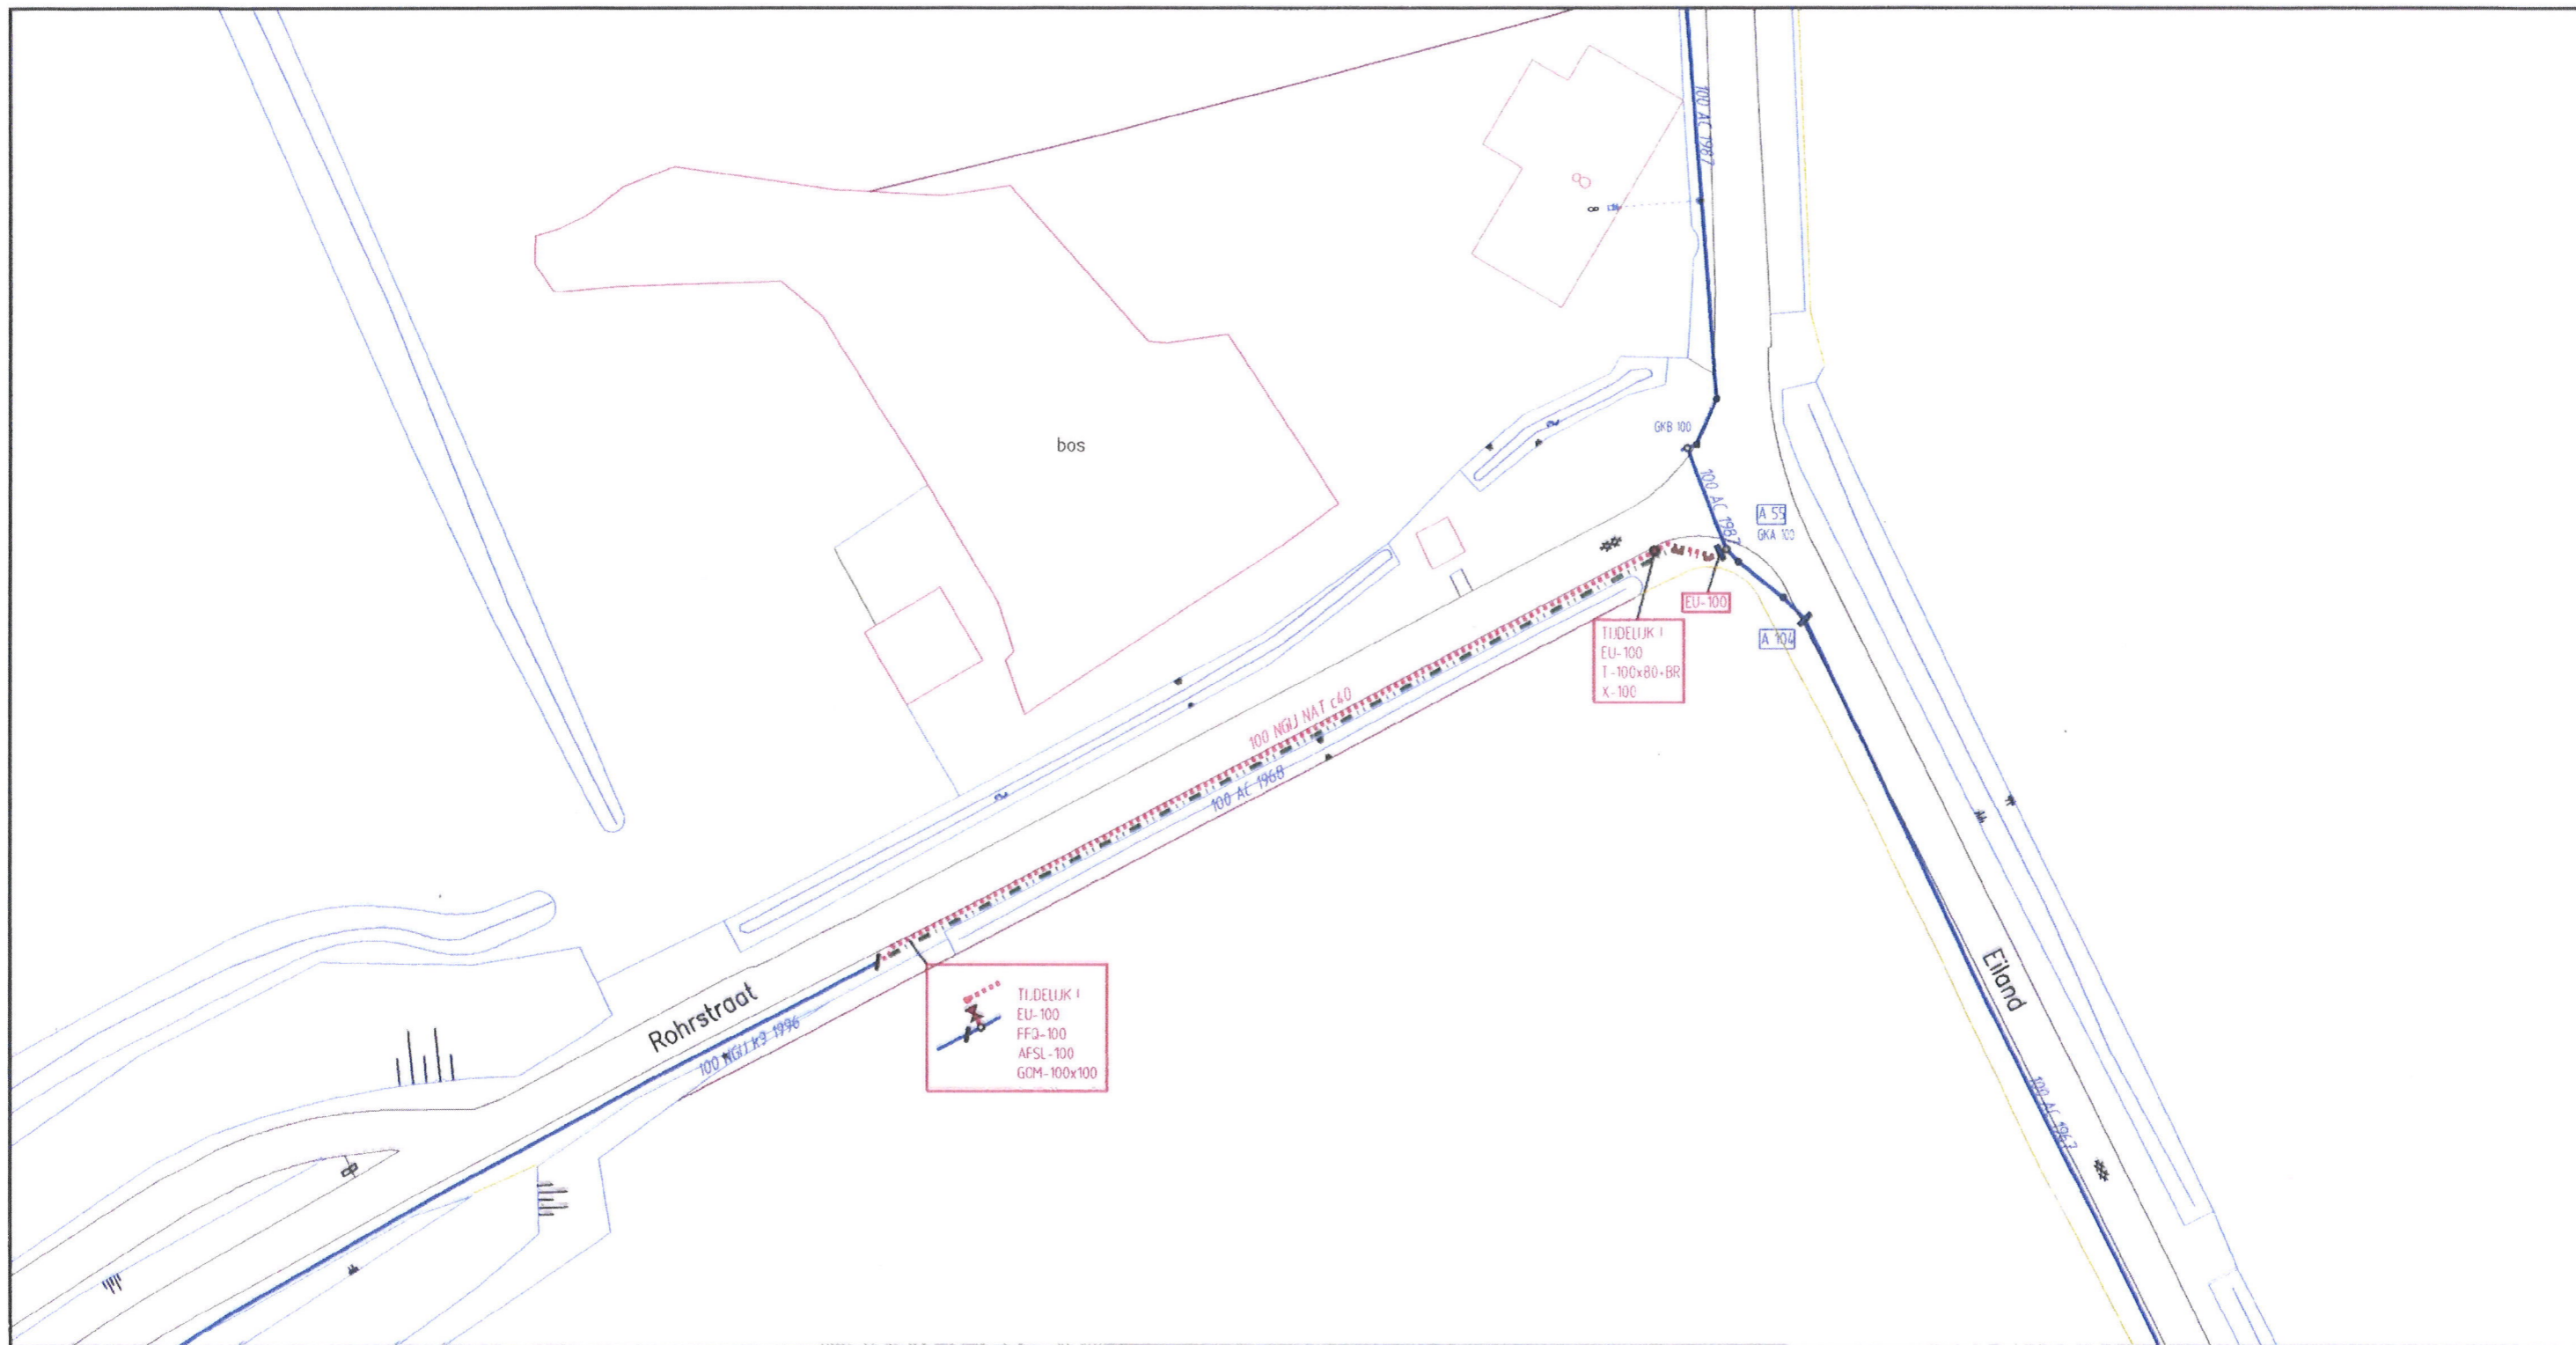 100 AC 1987
8
8
bos
GKB 100
100 AC 1987
A 55
GKA 100
EU-100
TIJDELIJK !
EU-100
T-100x80+BR
X-100
A 104
100 NGIJ NAT c40
100 AC 1968
Eiland
TIJDELIJK !
EU-100
FFQ-100
AFSL-100
GOM-100x100
Rohrstraat
100 NGIJ k9 1996
100 AC 1967